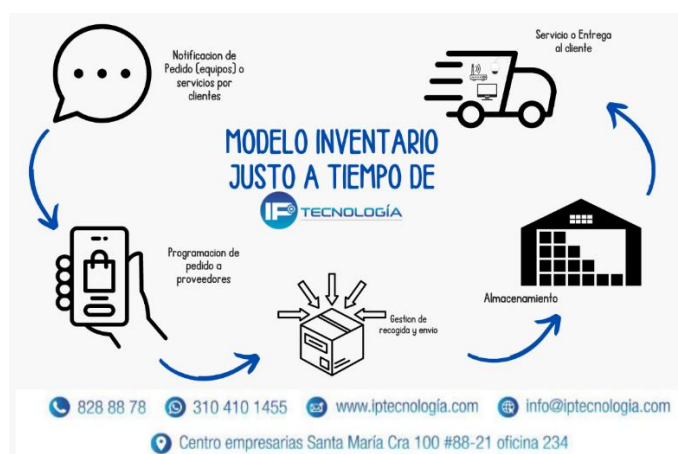 Notificacion de
Pedido (equipos) o
servicios por
clientes
Servicio o Entrega
al cliente
MODELO INVENTARIO
JUSTO A TIEMPO DE
IP TECNOLOGÍA
Programacion de
pedido a
proveedores
Gestion de
recogida y envio
Almacenamiento
828 88 78 310 410 1455 www.iptecnología.com info@iptecnologia.com
Centro empresarias Santa María Cra 100 #88-21 oficina 234